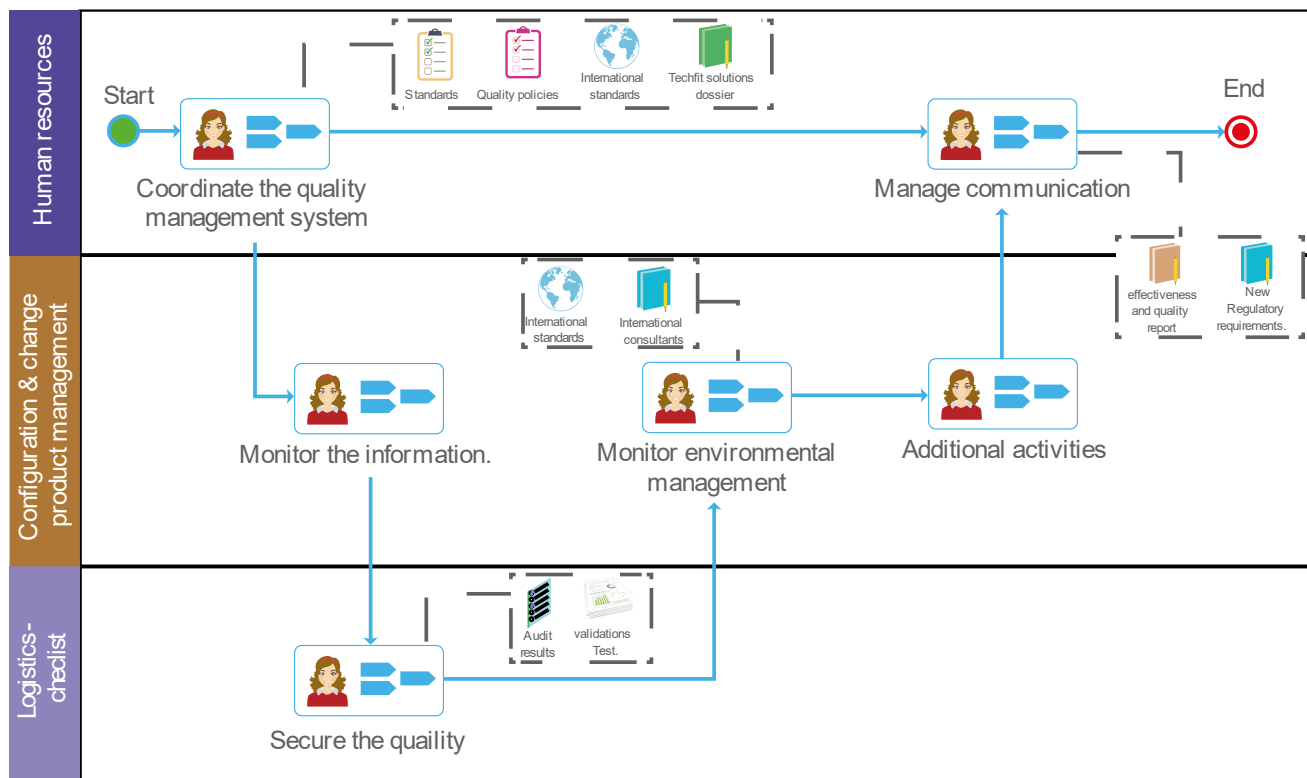 Human resources
Start
Standards
Quality policies
International
standards
Techfit solutions
dossier
End
Coordinate the quality
management system
Manage communication
Configuration & change
product management
International
standards
International
consultants
effectiveness
and quality
report
New
Regulatory
requirements.
Monitor the information.
Monitor environmental
management
Additional activities
Logistics-
checlist
Audit
results
validations
Test.
Secure the quaility